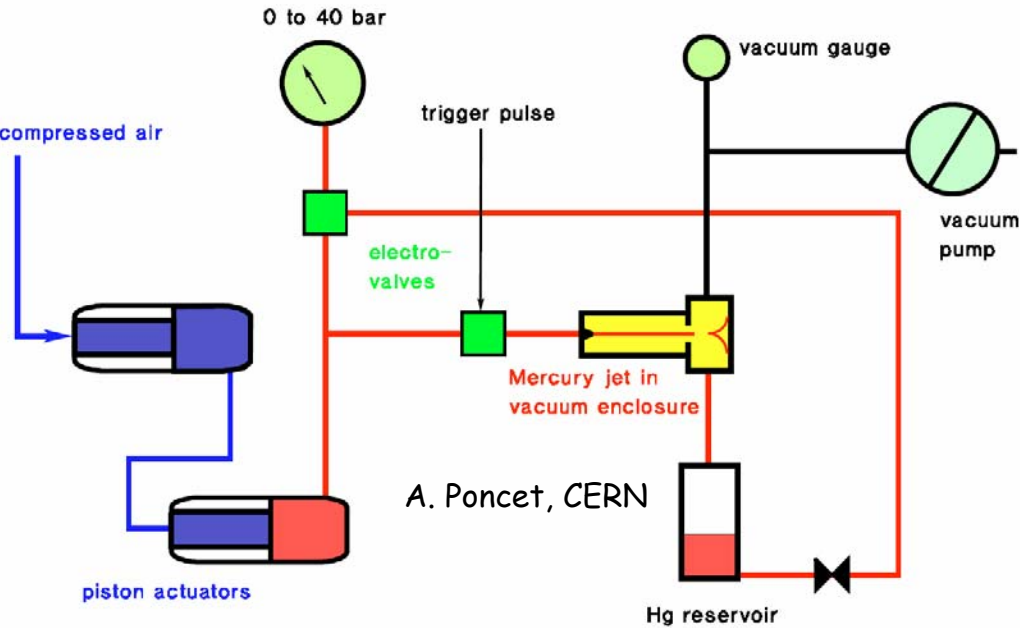 0 to 40 bar
vacuum gauge
compressed air
trigger pulse
vacuum
pump
electro-
valves
Mercury jet in
vacuum enclosure
A. Poncet, CERN
piston actuators
Hg reservoir